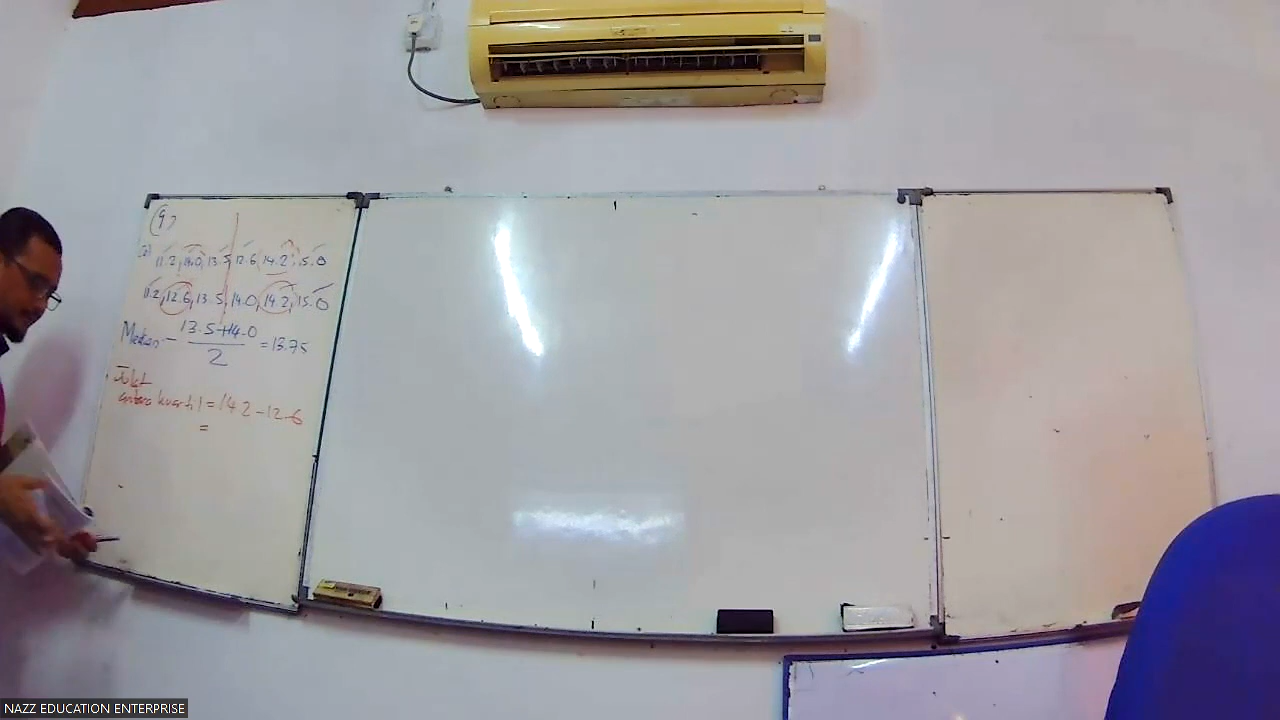 9)
(a) 11.2, 14.0, 13.5, 12.6, 14.2, 15.0
11.2, 12.6, 13.5, 14.0, 14.2, 15.0
Median - 13.5+14.0 / 2 = 13.75
Julat
antara kuartil = 14.2 - 12.6
=
NAZZ EDUCATION ENTERPRISE